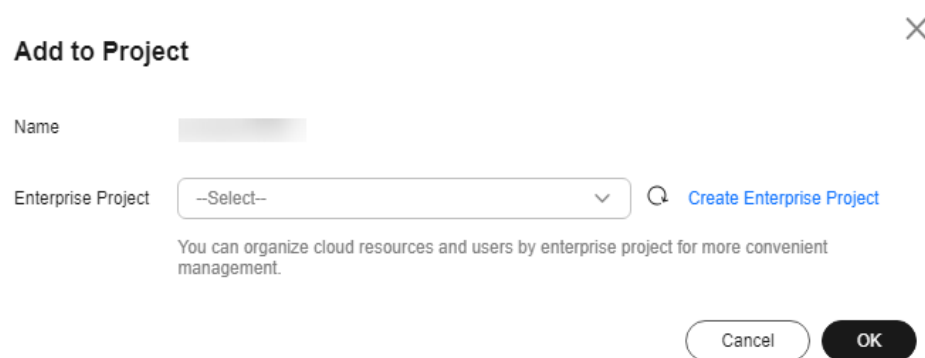 Add to Project
Name
Enterprise Project --Select-- Create Enterprise Project
You can organize cloud resources and users by enterprise project for more convenient
management.
Cancel OK